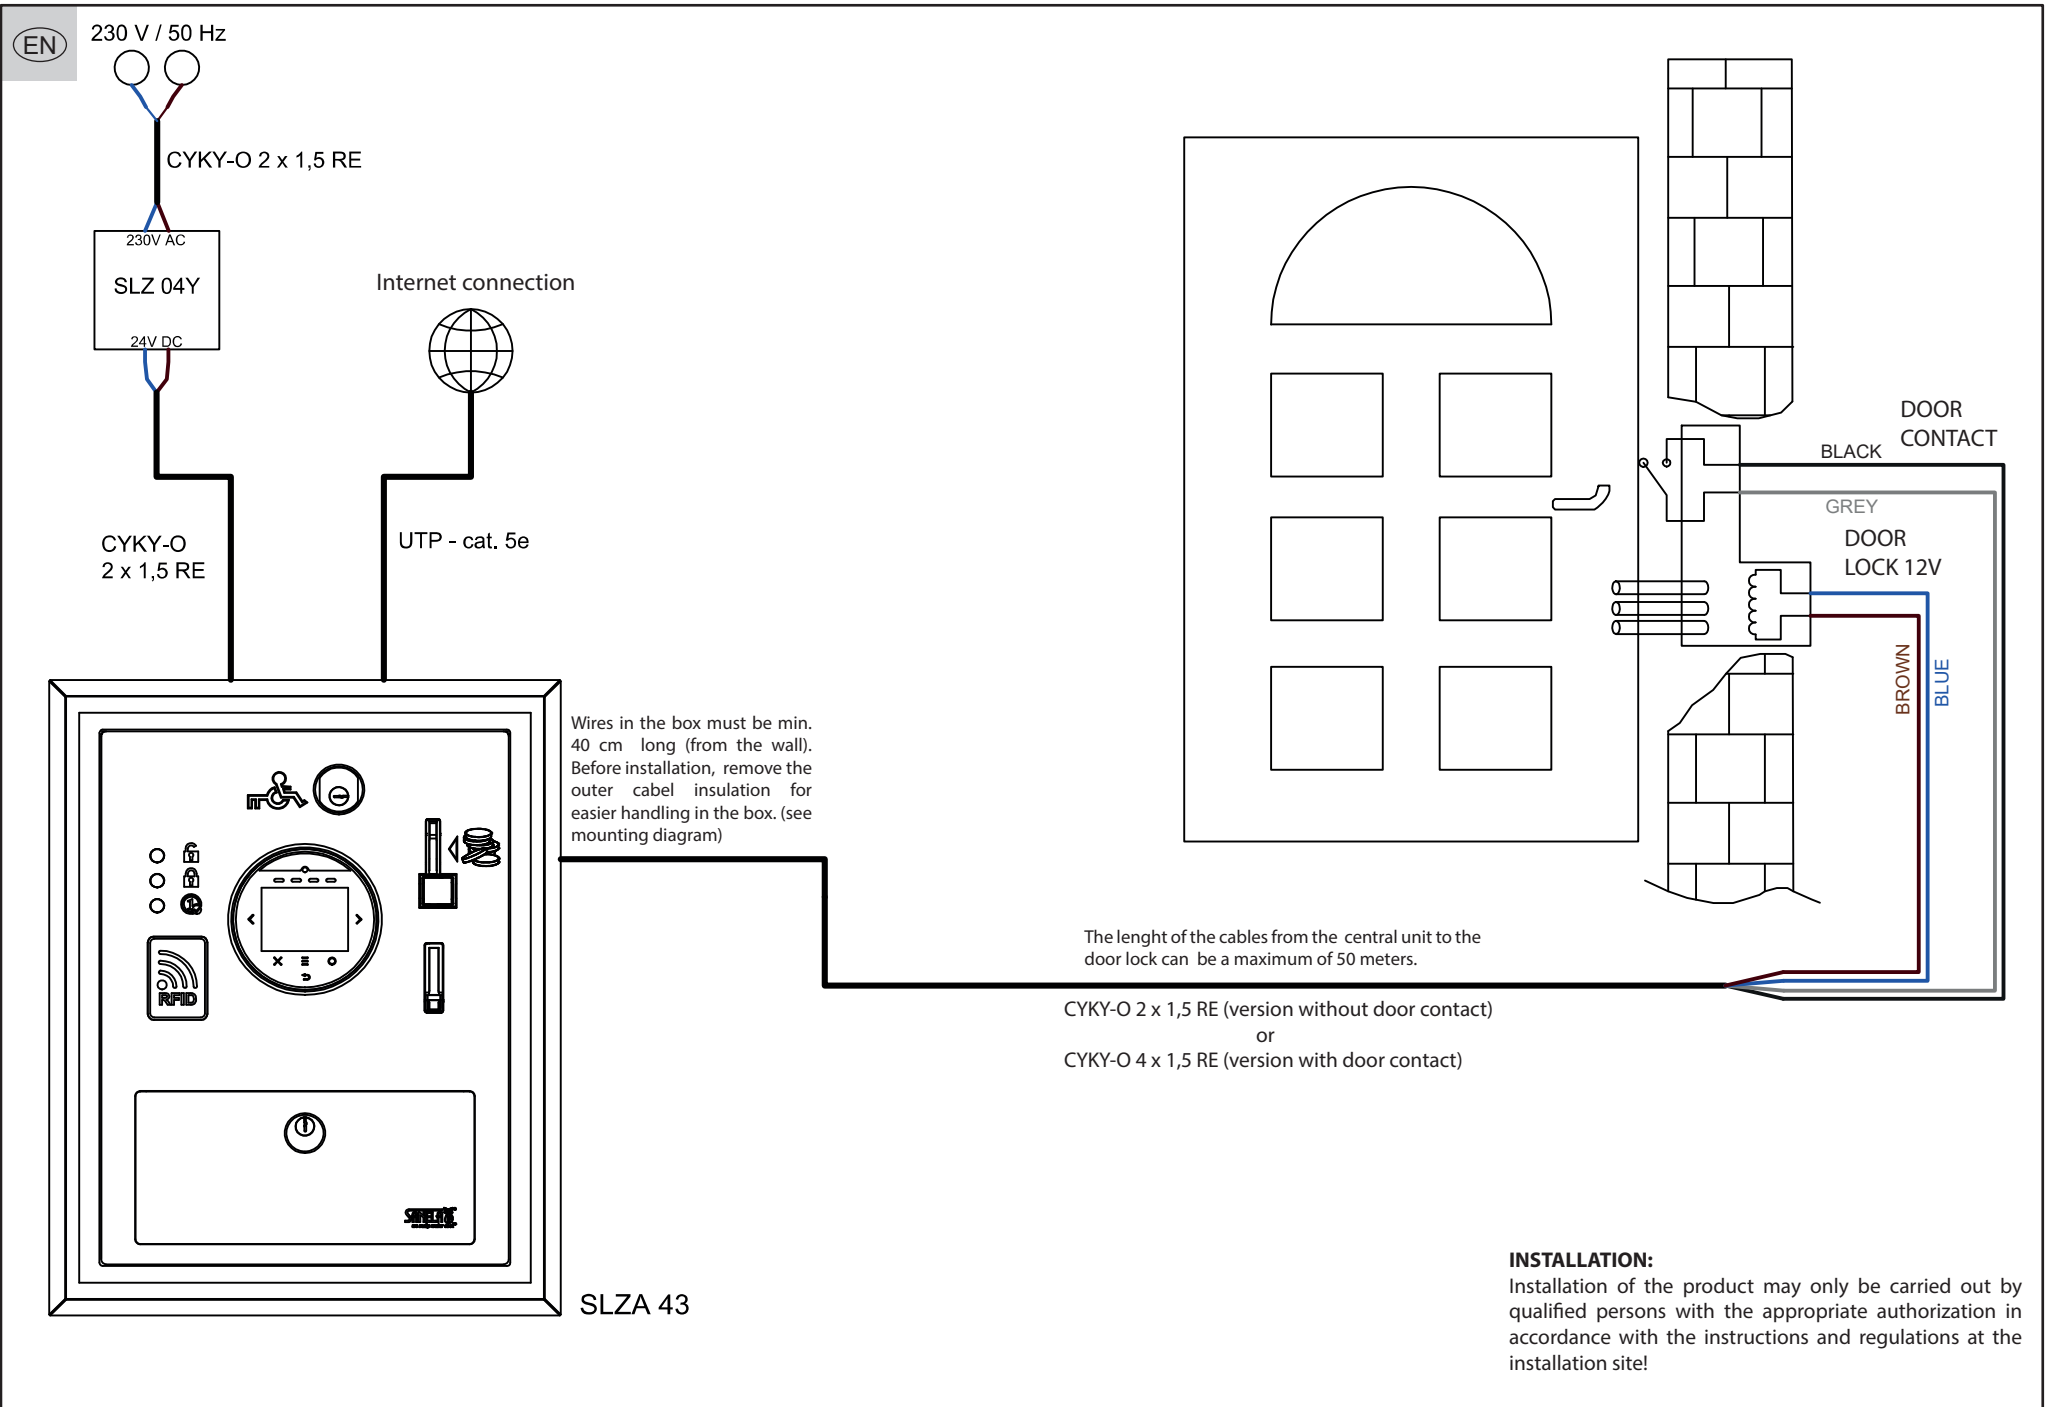 EN
230 V / 50 Hz
CYKY-O 2 x 1,5 RE
230V AC
SLZ 04Y
24V DC
Internet connection
CYKY-O
2 x 1,5 RE
UTP - cat. 5e
DOOR
CONTACT
BLACK
GREY
DOOR
LOCK 12V
BROWN
BLUE
Wires in the box must be min.
40 cm long (from the wall).
Before installation, remove the
outer cabel insulation for
easier handling in the box. (see
mounting diagram)
RFID
The lenght of the cables from the central unit to the
door lock can be a maximum of 50 meters.
CYKY-O 2 x 1,5 RE (version without door contact)
or
CYKY-O 4 x 1,5 RE (version with door contact)
SLZA 43
INSTALLATION:
Installation of the product may only be carried out by
qualified persons with the appropriate authorization in
accordance with the instructions and regulations at the
installation site!